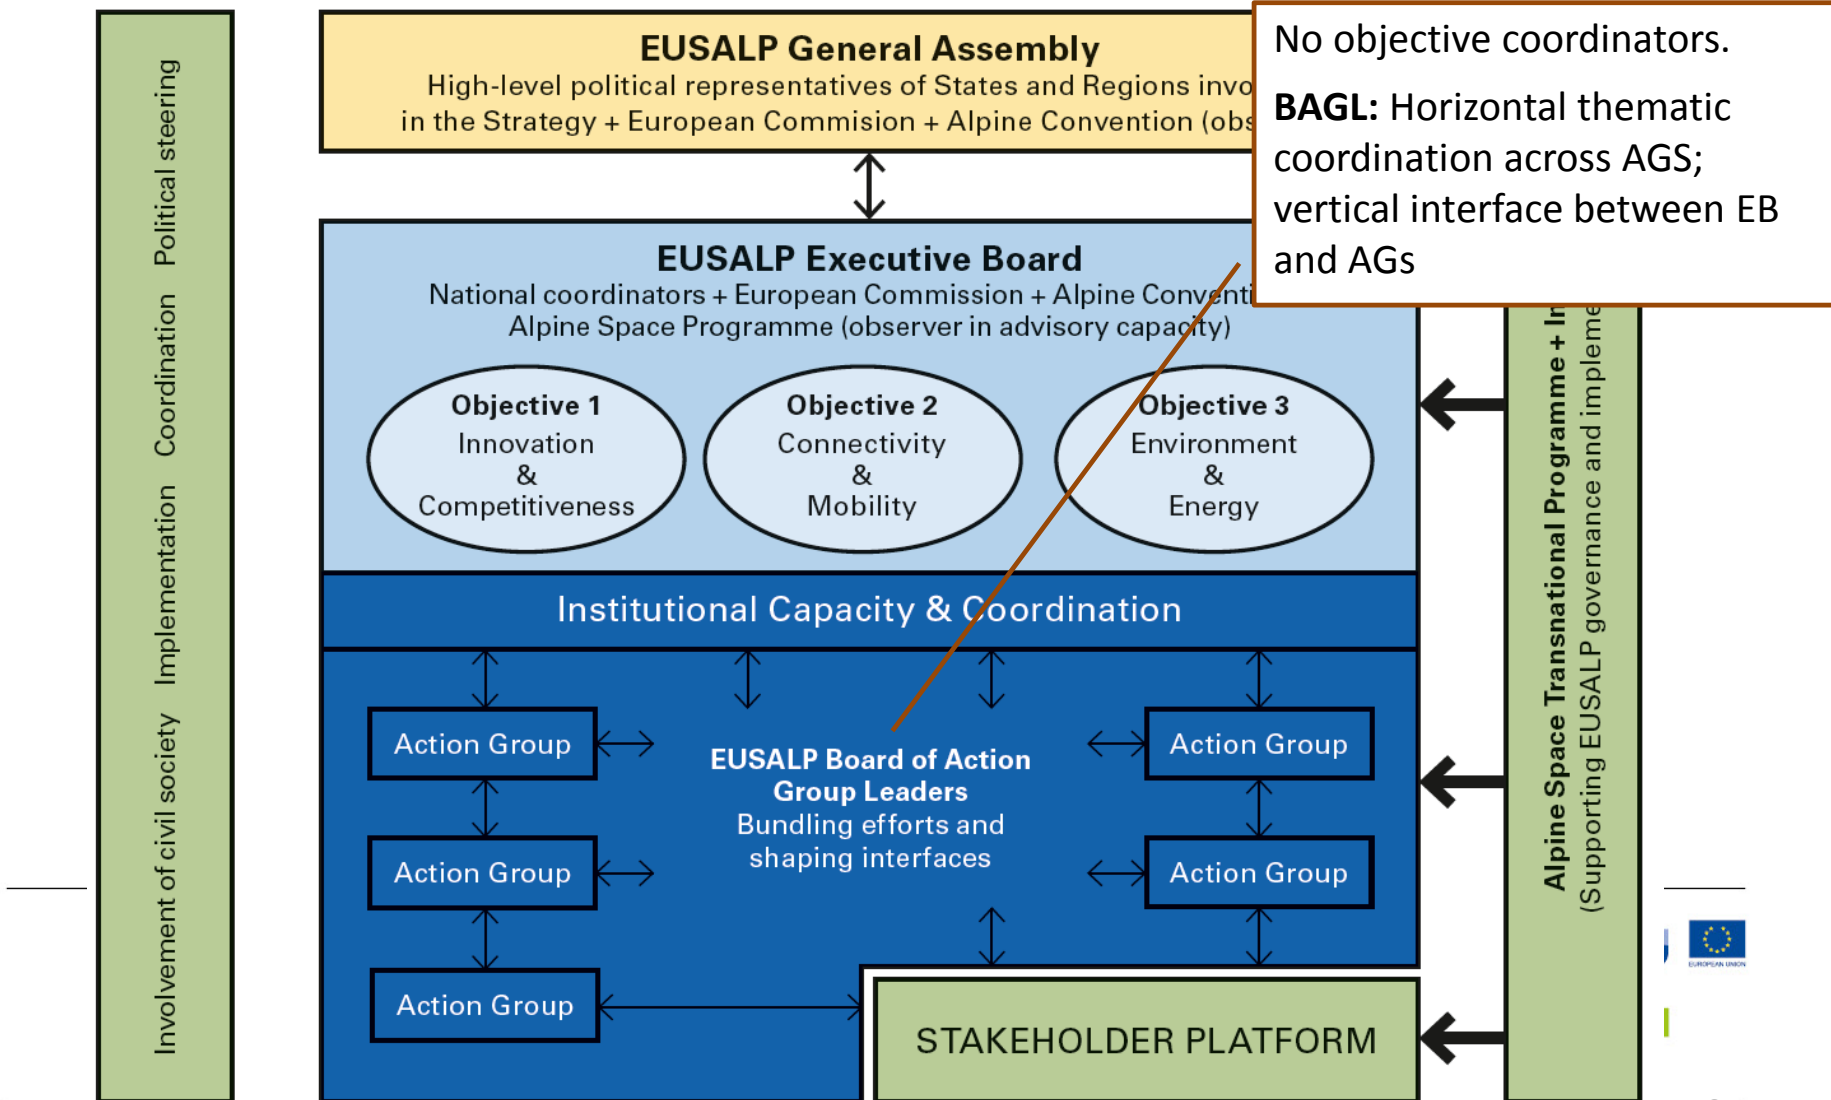 Political steering
Coordination
Implementation
Involvement of civil society
EUSALP General Assembly
High-level political representatives of States and Regions
in the Strategy + European Commision + Alpine Convention
No objective coordinators.
BAGL: Horizontal thematic
coordination across AGS;
vertical interface between EB
and AGs
EUSALP Executive Board
National coordinators + European Commission + Alpine
Alpine Space Programme (observer in advisory capacity)
Objective 1
Innovation
&
Competitiveness
Objective 2
Connectivity
&
Mobility
Objective 3
Environment
&
Energy
Institutional Capacity & Coordination
Action Group
Action Group
Action Group
EUSALP Board of Action
Group Leaders
Bundling efforts and
shaping interfaces
Action Group
Action Group
STAKEHOLDER PLATFORM
Alpine Space Transnational Programme +
(Supporting EUSALP governance and
EUROPEAN UNION